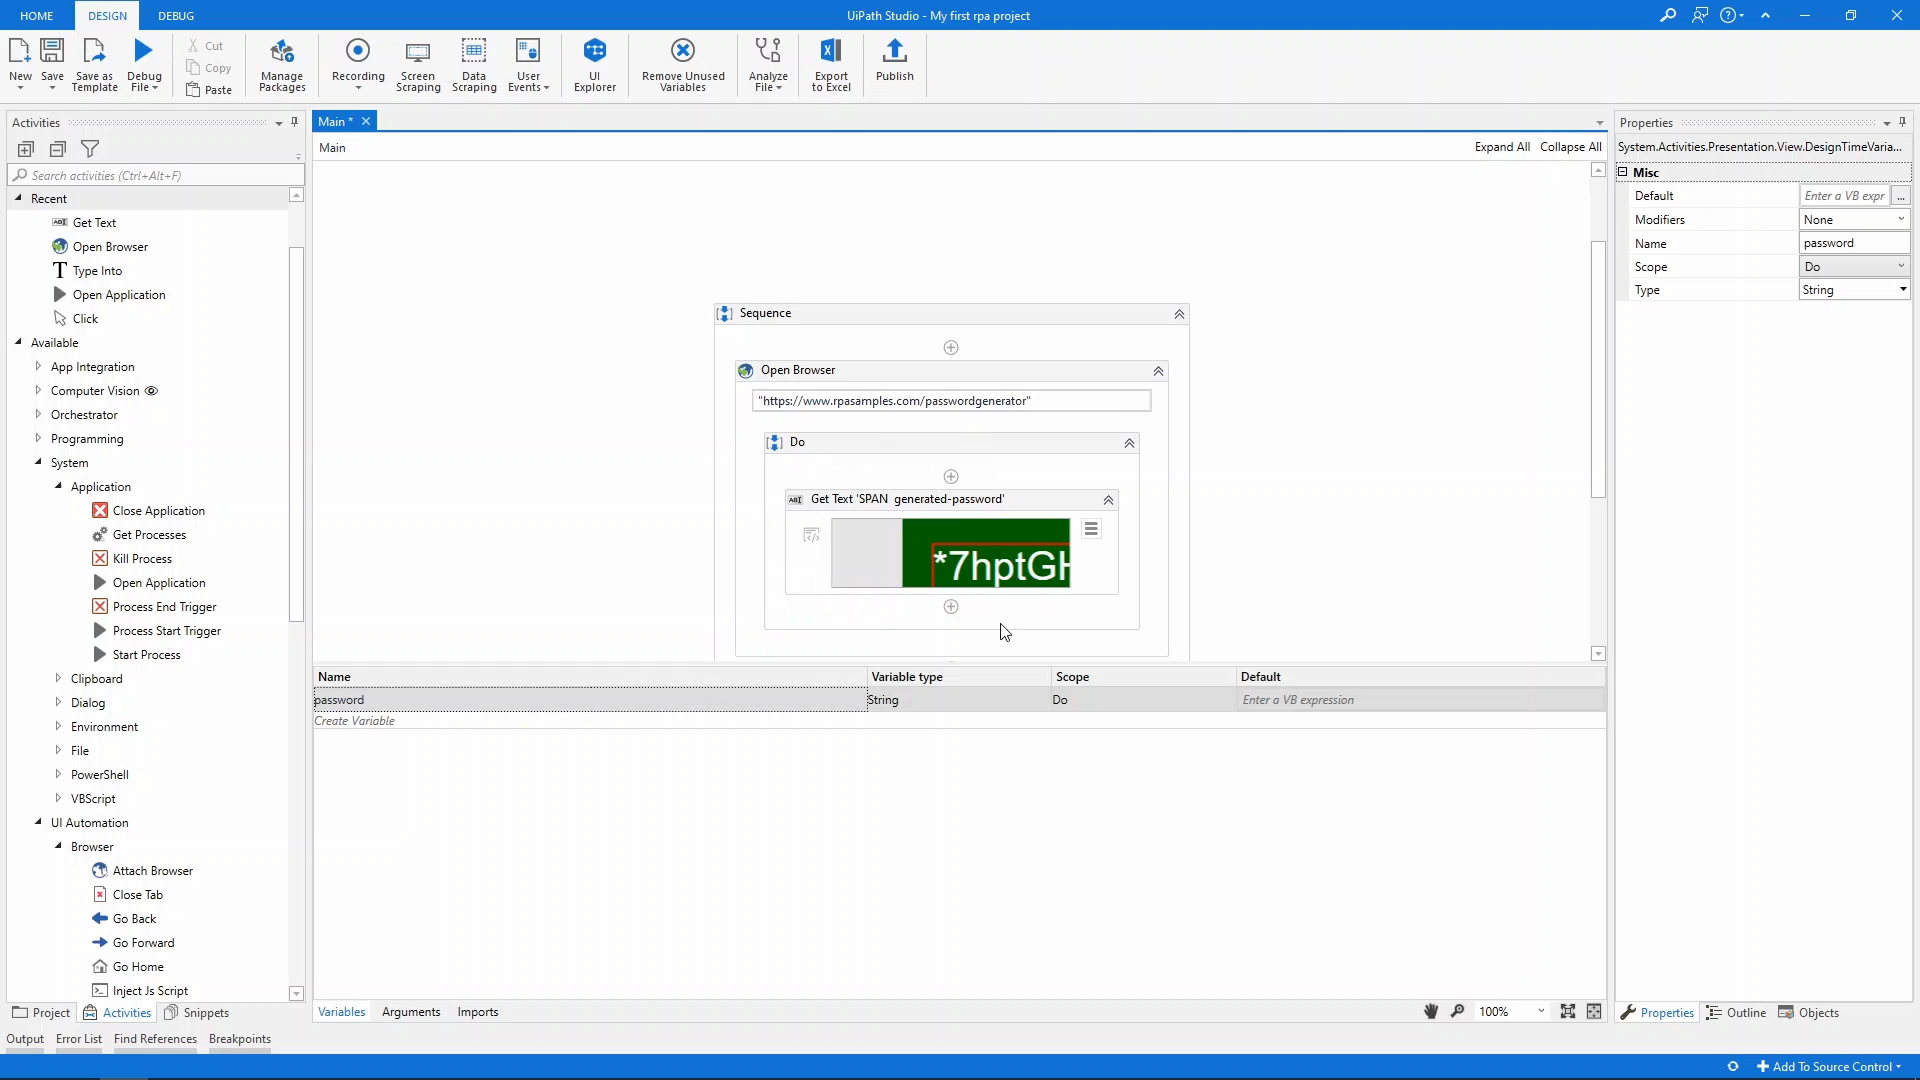 HOME DESIGN DEBUG UiPath Studio - My first rpa project
New Save Save as Template Debug File Cut Copy Paste Manage Packages Recording Screen Scraping Data Scraping User Events UI Explorer Remove Unused Variables Analyze File Export to Excel Publish
Activities
Search activities (Ctrl+Alt+F)
Recent
Get Text
Open Browser
Type Into
Open Application
Click
Available
App Integration
Computer Vision
Orchestrator
Programming
System
Application
Close Application
Get Processes
Kill Process
Open Application
Process End Trigger
Process Start Trigger
Start Process
Clipboard
Dialog
Environment
File
PowerShell
VBScript
UI Automation
Browser
Attach Browser
Close Tab
Go Back
Go Forward
Go Home
Inject Js Script
Project Activities Snippets
Main *
Main Expand All Collapse All
Sequence
Open Browser
"https://www.rpasamples.com/passwordgenerator"
Do
Get Text 'SPAN generated-password'
*7hptGH
Name Variable type Scope Default
password String Do Enter a VB expression
Create Variable
Variables Arguments Imports 100%
Properties
System.Activities.Presentation.View.DesignTimeVaria...
Misc
Default Enter a VB expr ...
Modifiers None
Name password
Scope Do
Type String
Properties Outline Objects
Output Error List Find References Breakpoints
Add To Source Control